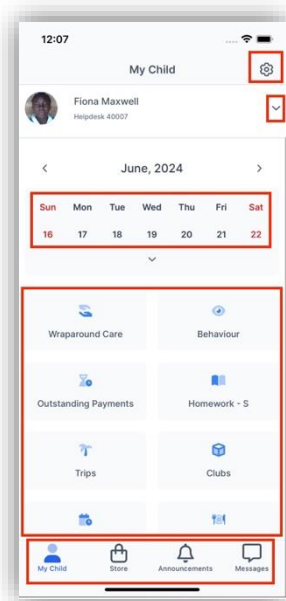 12:07
My Child
Fiona Maxwell
Helpdesk 40007
June, 2024
Sun Mon Tue Wed Thu Fri Sat
16 17 18 19 20 21 22
Wraparound Care Behaviour
Outstanding Payments Homework - S
Trips Clubs
My Child Store Announcements Messages